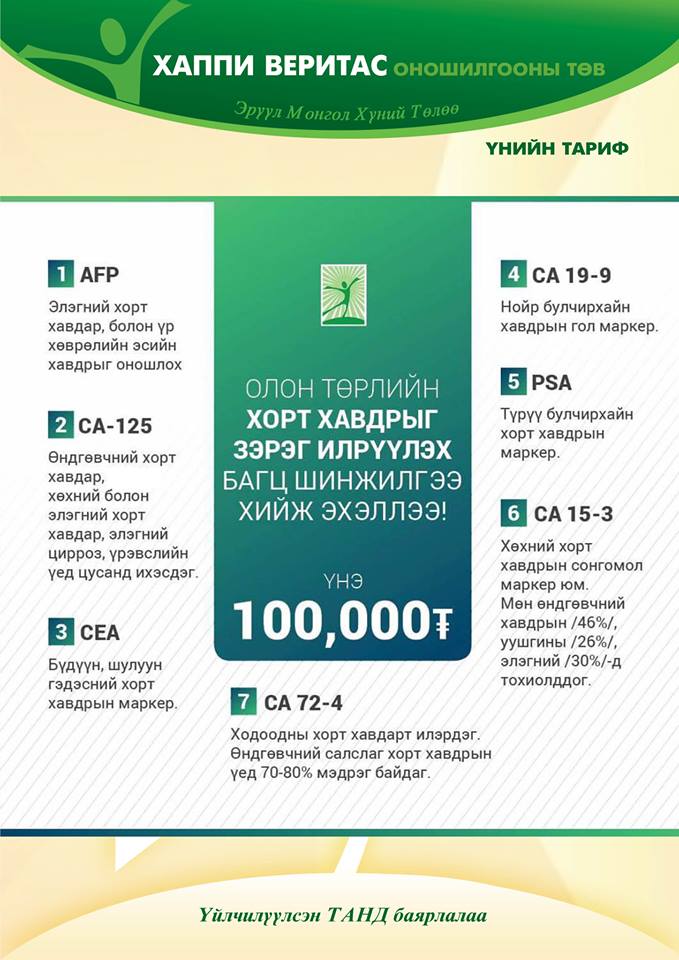 ХАППИ ВЕРИТАС ОНОШИЛГООНЫ ТӨВ
Эрүүл Монгол Хүний Төлөө
ҮНИЙН ТАРИФ
1 AFP
Элэгний хорт
хавдар, болон үр
хөврөлийн эсийн
хавдрыг оношлох
2 CA-125
Өндгөвчний хорт
хавдар,
хөхний болон
элэгний хорт
хавдар, элэгний
цирроз, үрэвслийн
үед цусанд ихэсдэг.
3 CEA
Бүдүүн, шулуун
гэдэсний хорт
хавдрын маркер.
ОЛОН ТӨРЛИЙН
ХОРТ ХАВДРЫГ
ЗЭРЭГ ИЛРҮҮЛЭХ
БАГЦ ШИНЖИЛГЭЭ
ХИЙЖ ЭХЭЛЛЭЭ!
ҮНЭ
100,000₮
4 CA 19-9
Нойр булчирхайн
хавдрын гол маркер.
5 PSA
Түрүү булчирхайн
хорт хавдрын
маркер.
6 CA 15-3
Хөхний хорт
хавдрын сонгомол
маркер юм.
Мөн өндгөвчний
хавдрын /46%/,
уушгины /26%/,
элэгний /30%/-д
тохиолддог.
7 CA 72-4
Ходоодны хорт хавдарт илэрдэг.
Өндгөвчний салслаг хорт хавдрын
үед 70-80% мэдрэг байдаг.
Үйлчилүүлсэн ТАНД баярлалаа